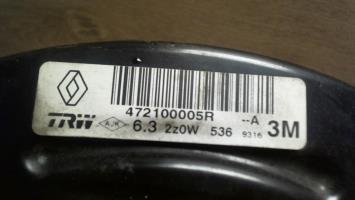 472100005R --A
TRW A.R 6.3 2z0W 536 9316 3M